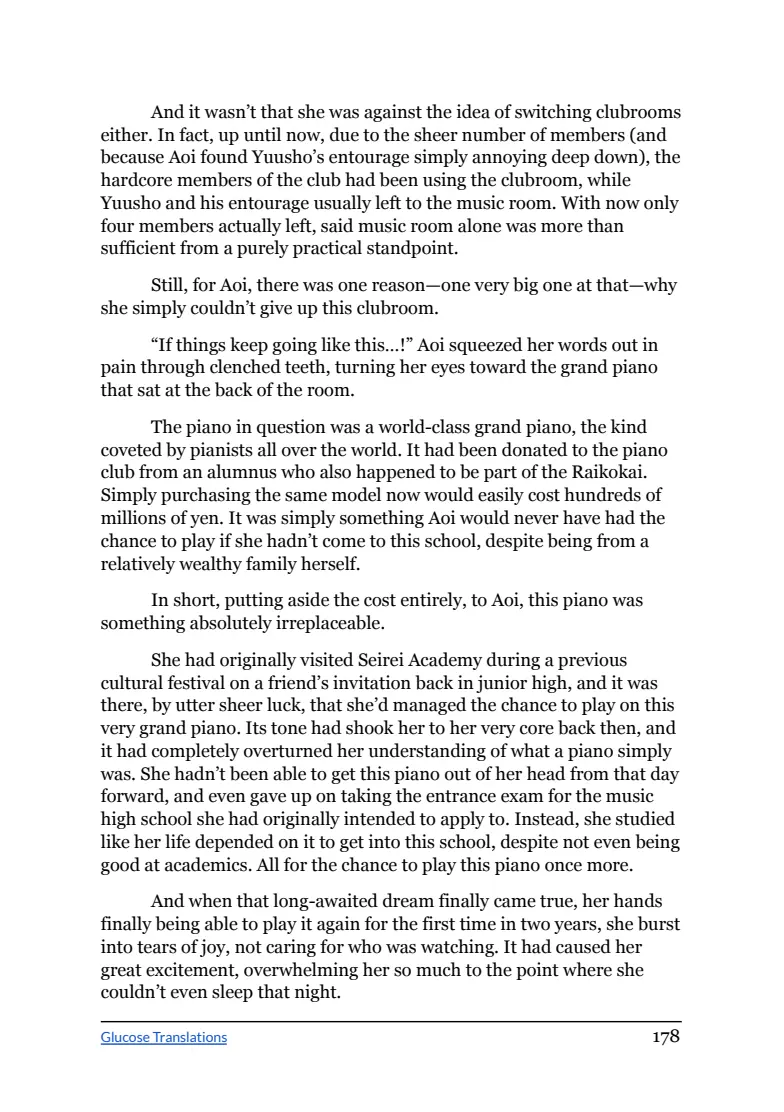 And it wasn’t that she was against the idea of switching clubrooms
either. In fact, up until now, due to the sheer number of members (and
because Aoi found Yuusho’s entourage simply annoying deep down), the
hardcore members of the club had been using the clubroom, while
Yuusho and his entourage usually left to the music room. With now only
four members actually left, said music room alone was more than
sufficient from a purely practical standpoint.
Still, for Aoi, there was one reason—one very big one at that—why
she simply couldn’t give up this clubroom.
“If things keep going like this…!” Aoi squeezed her words out in
pain through clenched teeth, turning her eyes toward the grand piano
that sat at the back of the room.
The piano in question was a world-class grand piano, the kind
coveted by pianists all over the world. It had been donated to the piano
club from an alumnus who also happened to be part of the Raikokai.
Simply purchasing the same model now would easily cost hundreds of
millions of yen. It was simply something Aoi would never have had the
chance to play if she hadn’t come to this school, despite being from a
relatively wealthy family herself.
In short, putting aside the cost entirely, to Aoi, this piano was
something absolutely irreplaceable.
She had originally visited Seirei Academy during a previous
cultural festival on a friend’s invitation back in junior high, and it was
there, by utter sheer luck, that she’d managed the chance to play on this
very grand piano. Its tone had shook her to her very core back then, and
it had completely overturned her understanding of what a piano simply
was. She hadn’t been able to get this piano out of her head from that day
forward, and even gave up on taking the entrance exam for the music
high school she had originally intended to apply to. Instead, she studied
like her life depended on it to get into this school, despite not even being
good at academics. All for the chance to play this piano once more.
And when that long-awaited dream finally came true, her hands
finally being able to play it again for the first time in two years, she burst
into tears of joy, not caring for who was watching. It had caused her
great excitement, overwhelming her so much to the point where she
couldn’t even sleep that night.
Glucose Translations 178